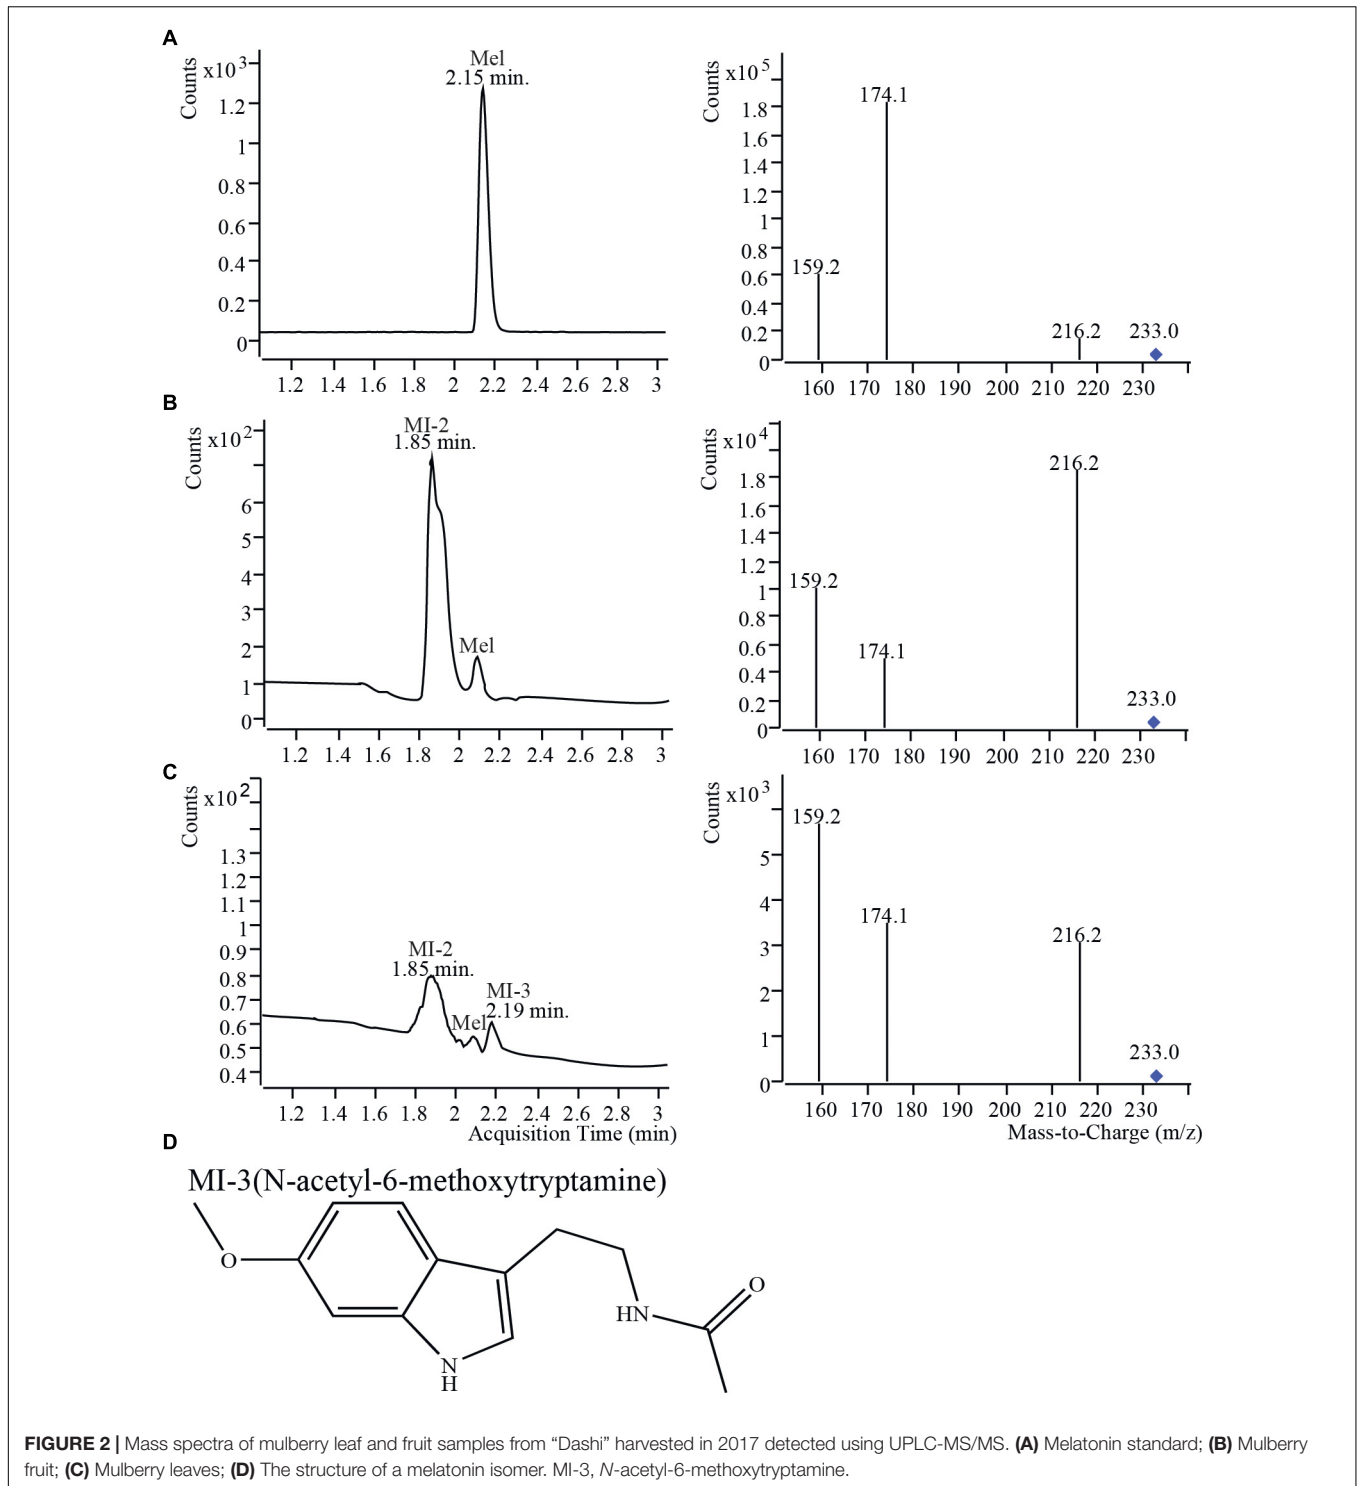 A
Counts
x10³
1.2
1
0.8
0.6
0.4
0.2
0
Mel
2.15 min.
1.2 1.4 1.6 1.8 2 2.2 2.4 2.6 2.8 3
Counts
x10⁵
1.8
1.6
1.4
1.2
1
0.8
0.6
0.4
0.2
0
174.1
159.2
216.2 233.0
160 170 180 190 200 210 220 230
B
Counts
x10²
6
5
4
3
2
1
0
MI-2
1.85 min.
Mel
1.2 1.4 1.6 1.8 2 2.2 2.4 2.6 2.8 3
Counts
x10⁴
1.8
1.6
1.4
1.2
1
0.8
0.6
0.4
0.2
0
216.2
159.2
174.1
233.0
160 170 180 190 200 210 220 230
C
Counts
x10²
1.3
1.2
1.1
1
0.9
0.8
0.7
0.6
0.5
0.4
MI-2
1.85 min.
MI-3
2.19 min.
Mel
1.2 1.4 1.6 1.8 2 2.2 2.4 2.6 2.8 3
Acquisition Time (min)
Counts
x10³
5
4
3
2
1
0
159.2
174.1
216.2
233.0
160 170 180 190 200 210 220 230
Mass-to-Charge (m/z)
D
MI-3(N-acetyl-6-methoxytryptamine)
O
O
HN
N
H
FIGURE 2 | Mass spectra of mulberry leaf and fruit samples from “Dashi” harvested in 2017 detected using UPLC-MS/MS. (A) Melatonin standard; (B) Mulberry
fruit; (C) Mulberry leaves; (D) The structure of a melatonin isomer. MI-3, N-acetyl-6-methoxytryptamine.